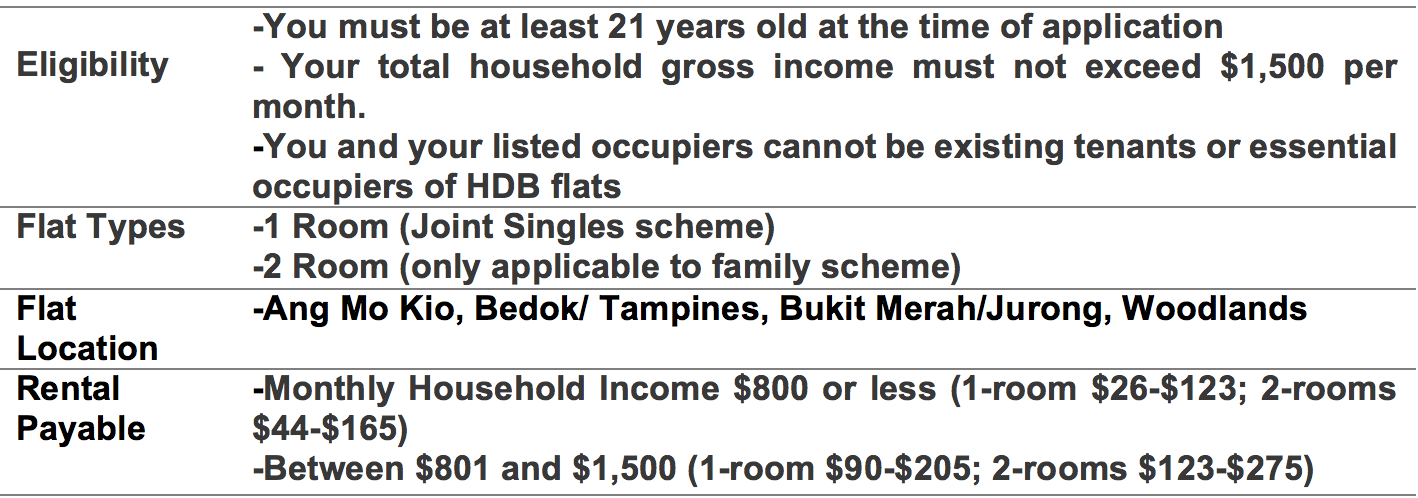 Eligibility
-You must be at least 21 years old at the time of application
- Your total household gross income must not exceed $1,500 per
month.
-You and your listed occupiers cannot be existing tenants or essential
occupiers of HDB flats
Flat Types
-1 Room (Joint Singles scheme)
-2 Room (only applicable to family scheme)
Flat
Location
-Ang Mo Kio, Bedok/ Tampines, Bukit Merah/Jurong, Woodlands
Rental
Payable
-Monthly Household Income $800 or less (1-room $26-$123; 2-rooms
$44-$165)
-Between $801 and $1,500 (1-room $90-$205; 2-rooms $123-$275)